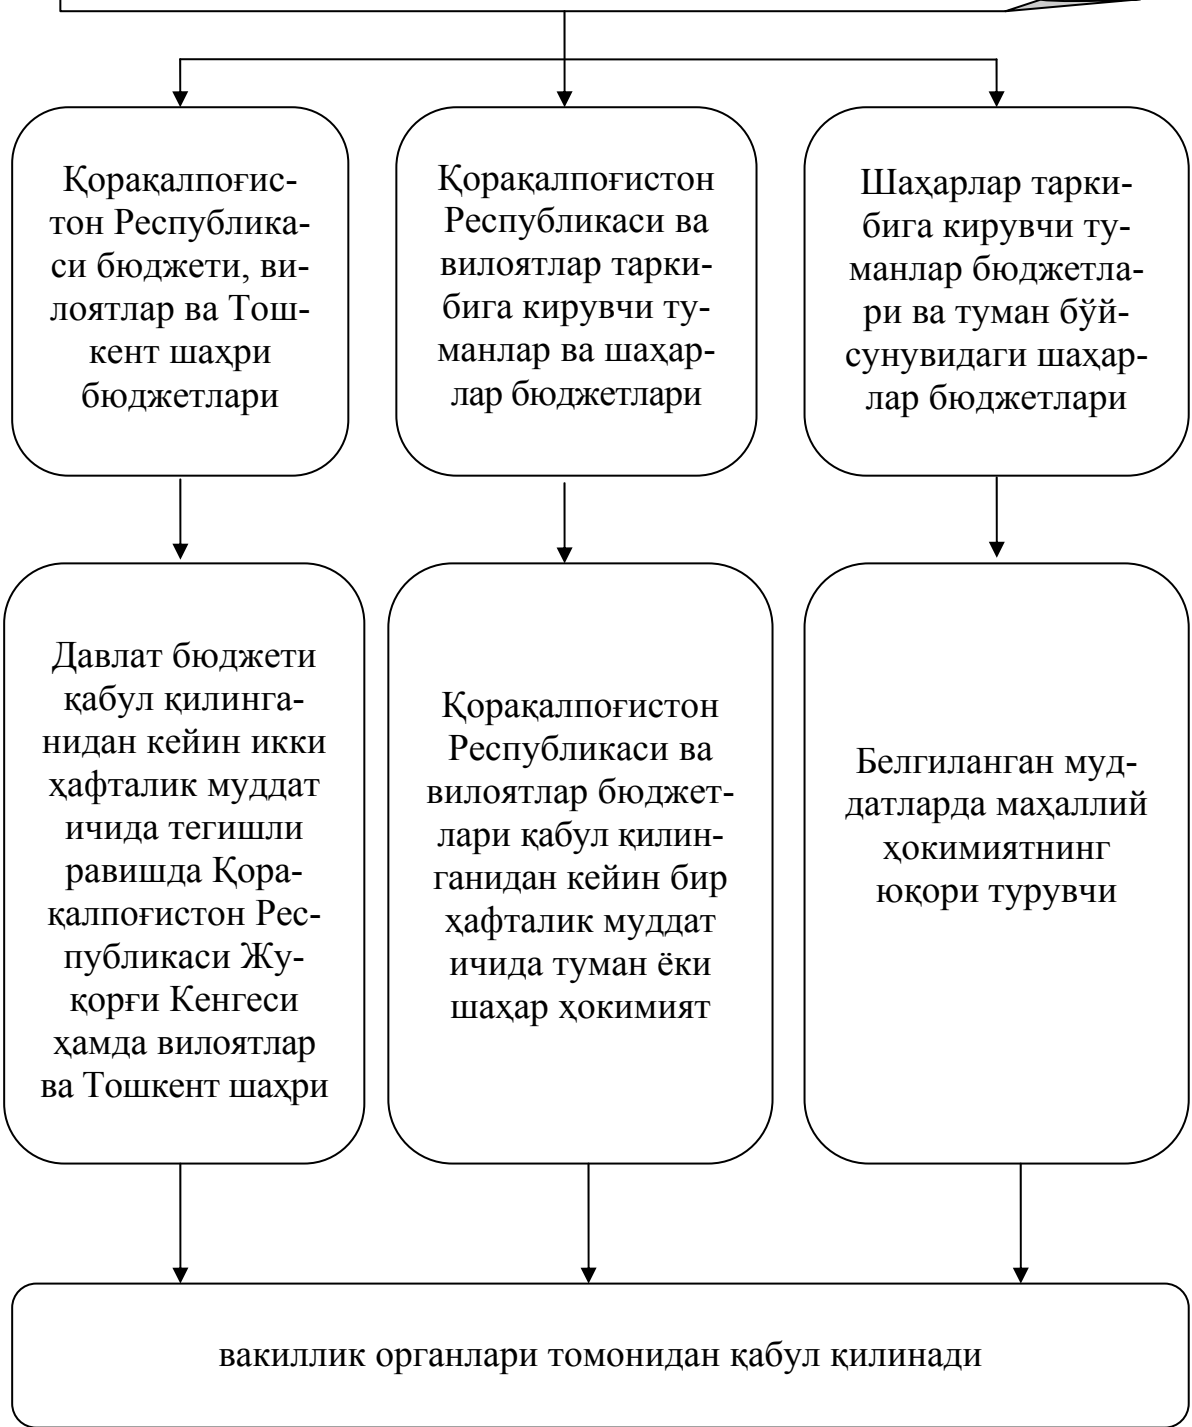 Қорақалпоғис-
тон Республика-
си бюджети, ви-
лоятлар ва Тош-
кент шаҳри
бюджетлари
Қорақалпоғистон
Республикаси ва
вилоятлар тарки-
бига кирувчи ту-
манлар ва шаҳар-
лар бюджетлари
Шаҳарлар тарки-
бига кирувчи ту-
манлар бюджетла-
ри ва туман бўй-
сунувидаги шаҳар-
лар бюджетлари
Давлат бюджети
қабул қилинга-
нидан кейин икки
ҳафталик муддат
ичида тегишли
равишда Қора-
қалпоғистон Рес-
публикаси Жу-
қорғи Кенгеси
ҳамда вилоятлар
ва Тошкент шаҳри
Қорақалпоғистон
Республикаси ва
вилоятлар бюджет-
лари қабул қилин-
ганидан кейин бир
ҳафталик муддат
ичида туман ёки
шаҳар ҳокимият
Белгиланган муд-
датларда маҳаллий
ҳокимиятнинг
юқори турувчи
вакиллик органлари томонидан қабул қилинади